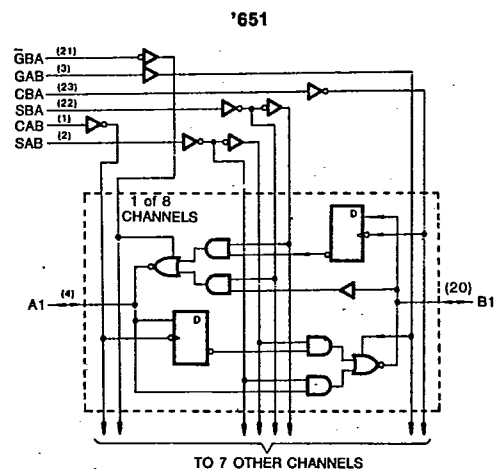 '651
G̅BA (21)
GAB (3)
CBA (23)
SBA (22)
CAB (1)
SAB (2)
1 of 8
CHANNELS
D
A1 (4)
(20) B1
D
TO 7 OTHER CHANNELS